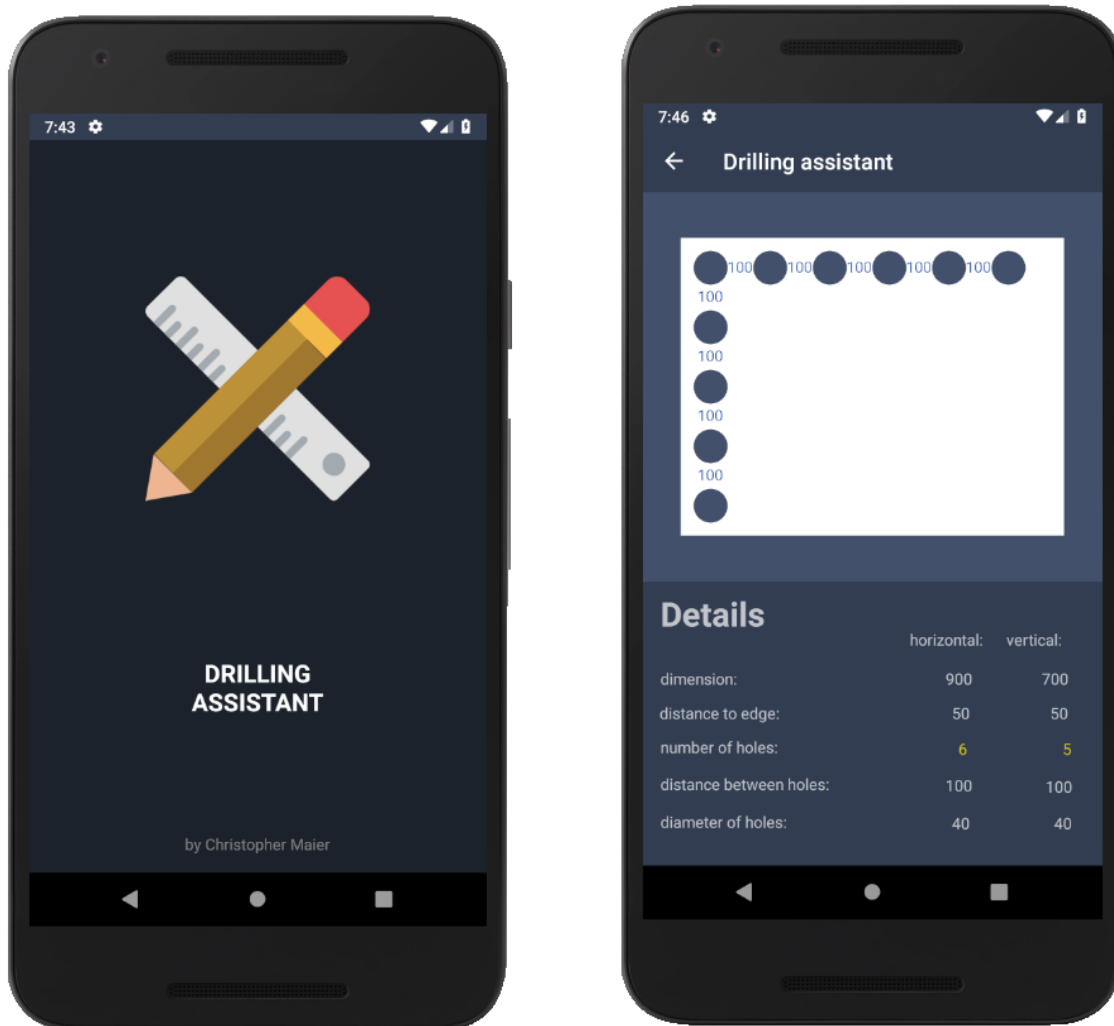 7:43
DRILLING
ASSISTANT
by Christopher Maier
7:46
Drilling assistant
100 100 100 100 100
100
100
100
100
Details
horizontal: vertical:
dimension: 900 700
distance to edge: 50 50
number of holes: 6 5
distance between holes: 100 100
diameter of holes: 40 40